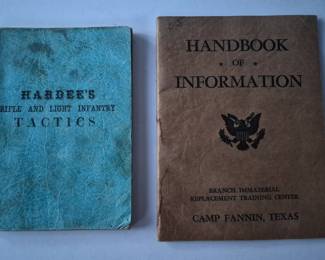 HARDEE'S
RIFLE AND LIGHT INFANTRY
TACTICS
HANDBOOK
OF
INFORMATION
BRANCH IMMATERIAL
REPLACEMENT TRAINING CENTER
CAMP FANNIN, TEXAS